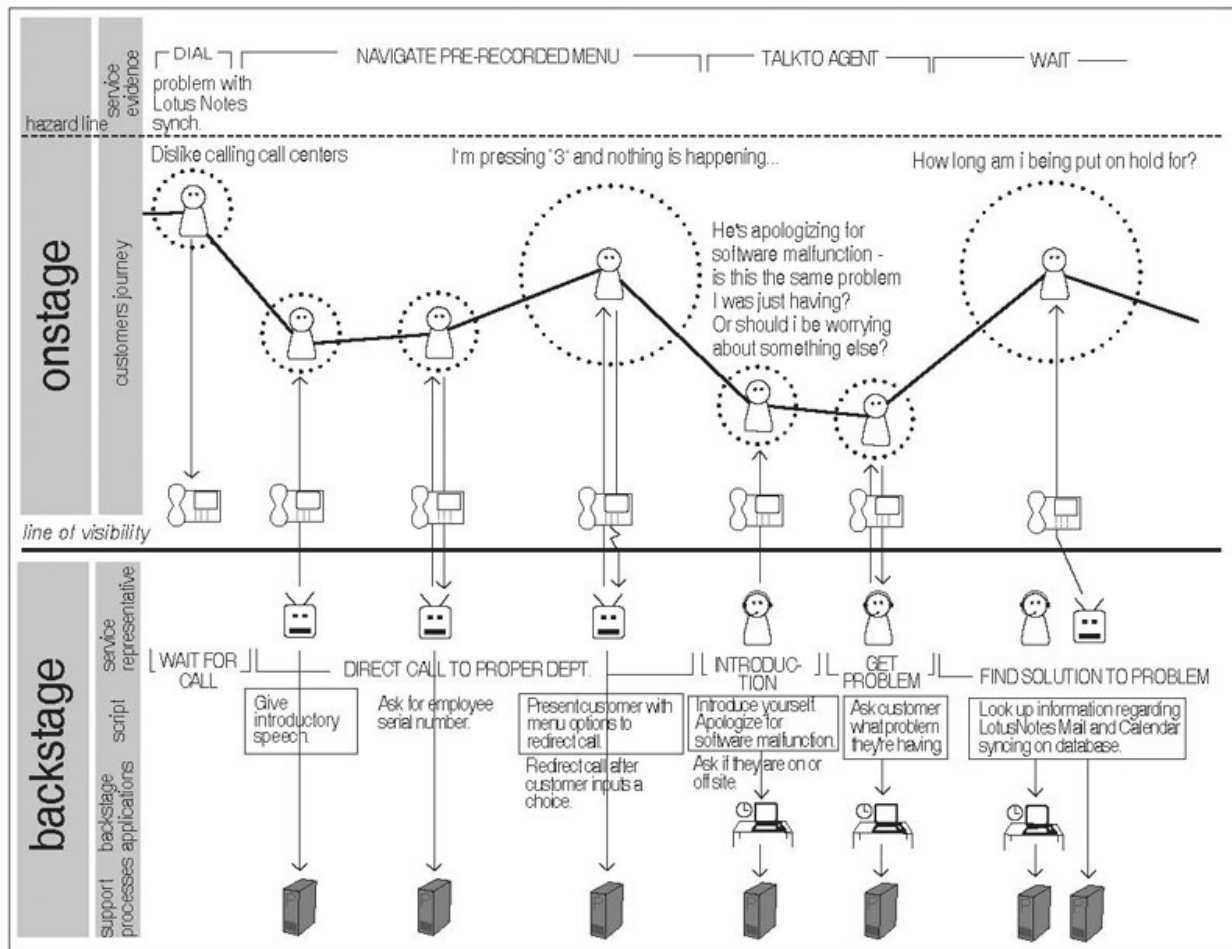 DIAL
NAVIGATE PRE-RECORDED MENU
TALKTO AGENT
WAIT
service
evidence
problem with
Lotus Notes
synch.
hazard line
onstage
customers journey
Dislike calling call centers
I'm pressing "3" and nothing is happening...
How long am i being put on hold for?
He's apologizing for
software malfunction -
is this the same problem
I was just having?
Or should i be worrying
about something else?
line of visibility
backstage
service
representative
WAIT FOR
CALL
DIRECT CALL TO PROPER DEPT.
INTRODUC-
TION
GET
PROBLEM
FIND SOLUTION TO PROBLEM
script
Give
introductory
speech.
Ask for employee
serial number.
Present customer with
menu options to
redirect call.
Redirect call after
customer inputs a
choice.
Introduce yourself.
Apologize for
software malfunction.
Ask if they are on or
off site.
Ask customer
what problem
they're having
Look up information regarding
LotusNotes Mail and Calendar
syncing on database.
backstage
applications
support
processes